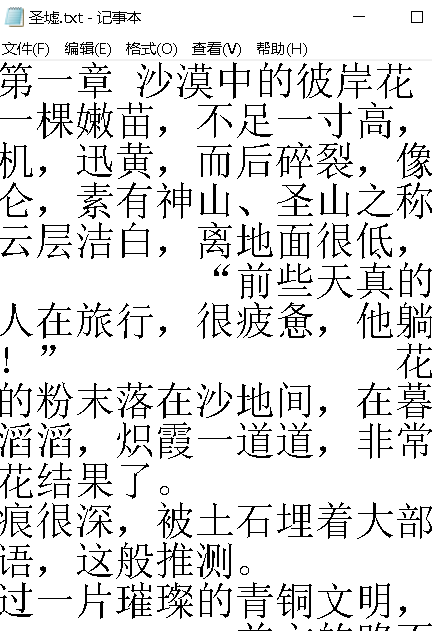 圣墟.txt - 记事本
文件(F) 编辑(E) 格式(O) 查看(V) 帮助(H)
第一章 沙漠中的彼岸花
一棵嫩苗，不足一寸高，
机，迅黄，而后碎裂，像
仑，素有神山、圣山之称
云层洁白，离地面很低，
“前些天真的
人在旅行，很疲惫，他躺
！” 花
的粉末落在沙地间，在暮
滔滔，炽霞一道道，非常
花结果了。
痕很深，被土石埋着大部
语，这般推测。
过一片璀璨的青铜文明，